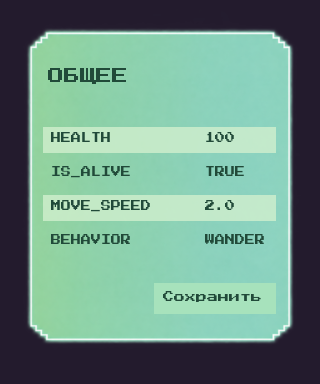 ОБЩЕЕ
HEALTH 100
IS_ALIVE TRUE
MOVE_SPEED 2.0
BEHAVIOR WANDER
Сохранить